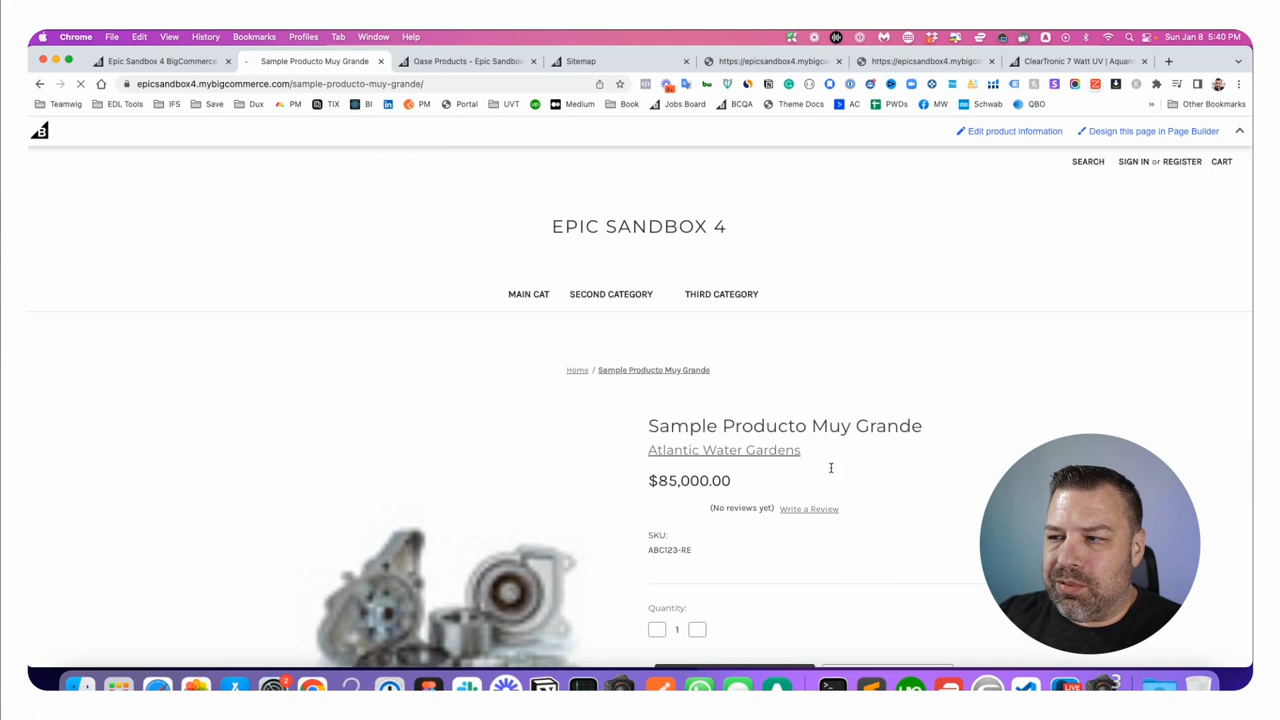 Chrome File Edit View History Bookmarks Profiles Tab Window Help Sun Jan 8 5:40 PM
Epic Sandbox 4 BigCommerce Sample Producto Muy Grande Oase Products - Epic Sandbox Sitemap https://epicsandbox4.mybigco https://epicsandbox4.mybigco ClearTronic 7 Watt UV | Aquan
epicsandbox4.mybigcommerce.com/sample-producto-muy-grande/
Teamwig EDL Tools IFS Save Dux PM TIX BI PM Portal UVT Medium Book Jobs Board BCQA Theme Docs AC PWDs MW Schwab QBO » Other Bookmarks
Edit product information Design this page in Page Builder
SEARCH SIGN IN or REGISTER CART
EPIC SANDBOX 4
MAIN CAT SECOND CATEGORY THIRD CATEGORY
Home / Sample Producto Muy Grande
Sample Producto Muy Grande
Atlantic Water Gardens
$85,000.00
(No reviews yet) Write a Review
SKU:
ABC123-RE
Quantity:
1
2
LIVE